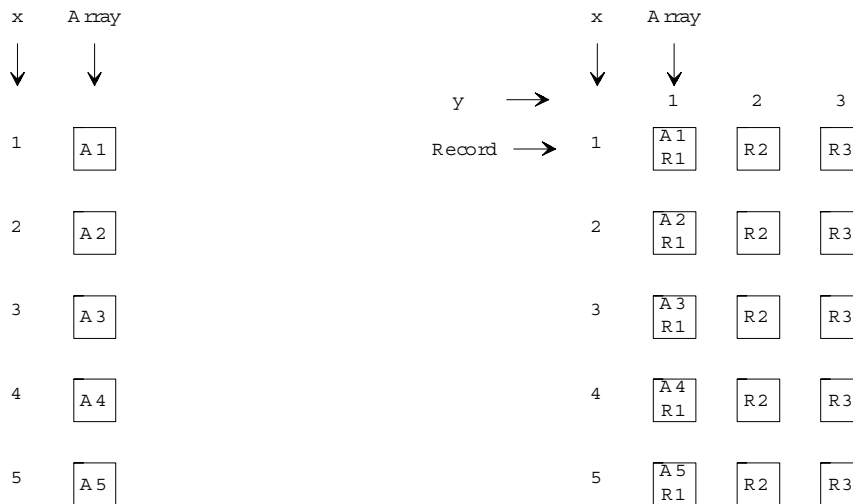 x Array
x Array
y 1 2 3
1 A1
Record 1 A1 R2 R3
R1
2 A2
2 A2 R2 R3
R1
3 A3
3 A3 R2 R3
R1
4 A4
4 A4 R2 R3
R1
5 A5
5 A5 R2 R3
R1